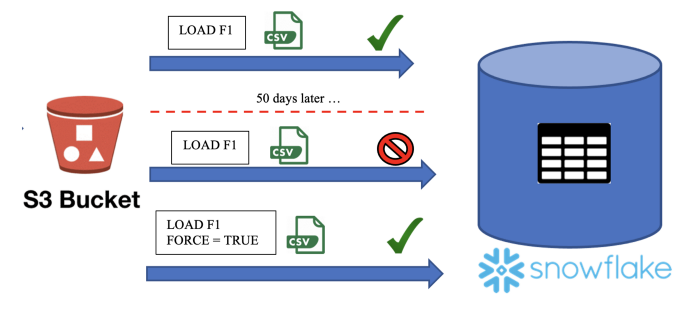 LOAD F1
CSV
50 days later …
LOAD F1
CSV
S3 Bucket
LOAD F1
FORCE = TRUE
CSV
snowflake